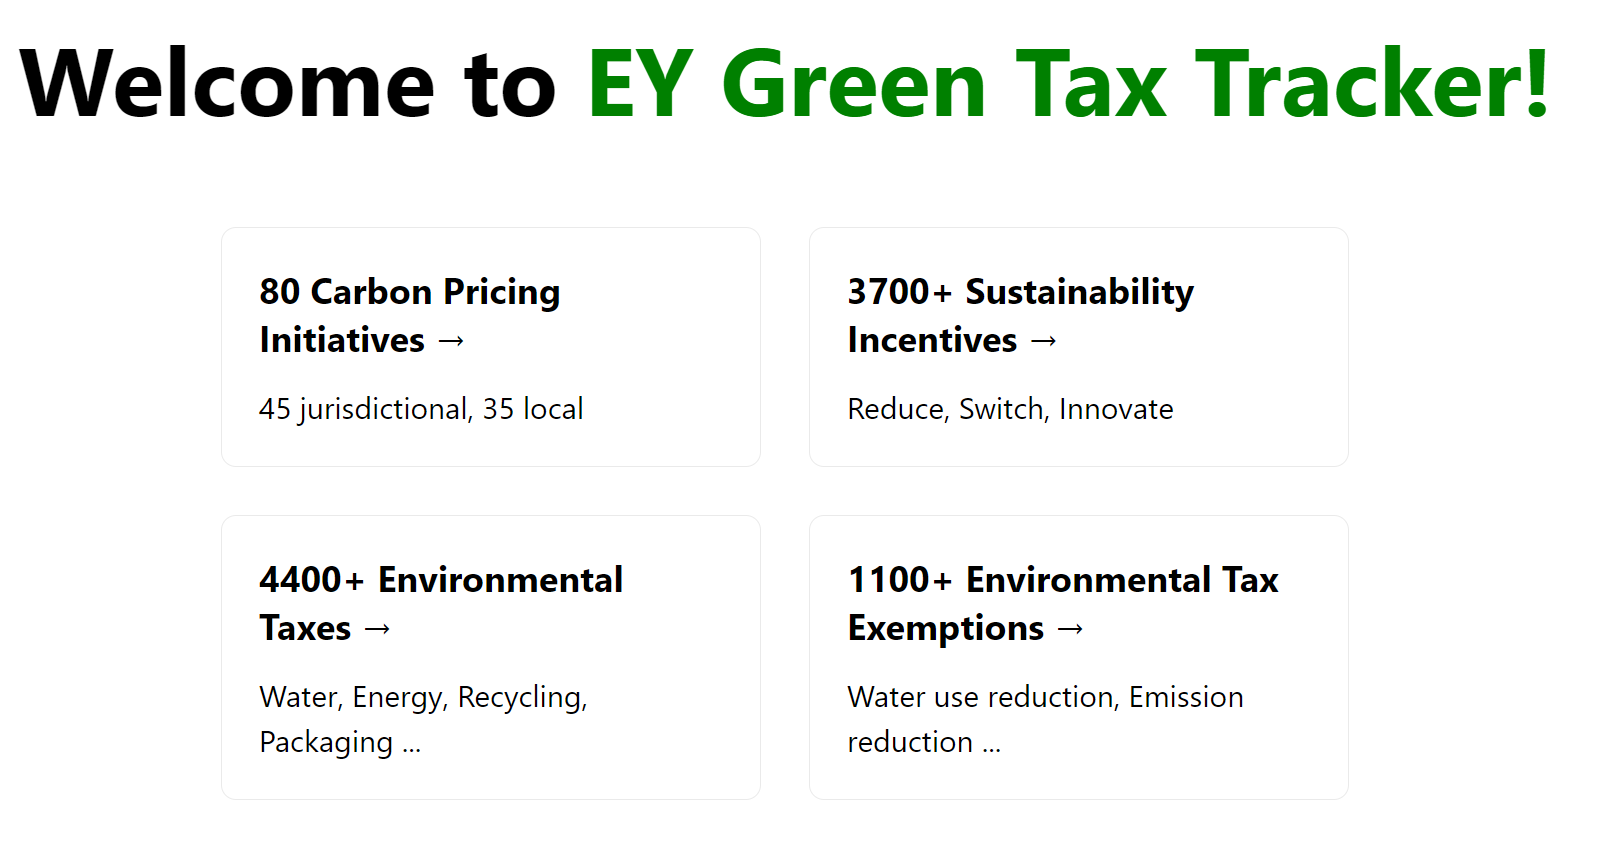 Welcome to EY Green Tax Tracker!
80 Carbon Pricing
Initiatives →
45 jurisdictional, 35 local
3700+ Sustainability
Incentives →
Reduce, Switch, Innovate
4400+ Environmental
Taxes →
Water, Energy, Recycling,
Packaging ...
1100+ Environmental Tax
Exemptions →
Water use reduction, Emission
reduction ...